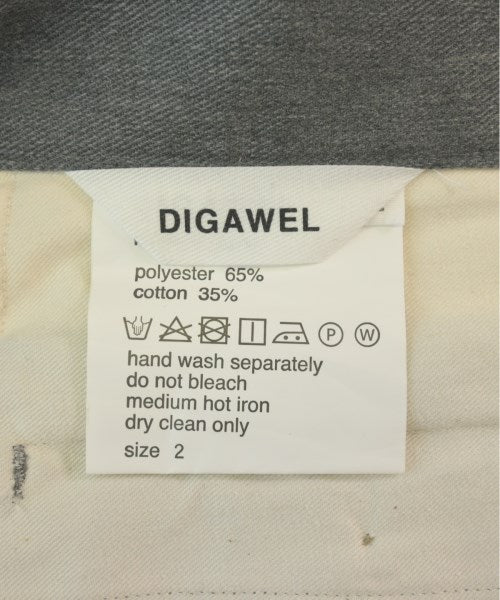 DIGAWEL
polyester 65%
cotton 35%
P W
hand wash separately
do not bleach
medium hot iron
dry clean only
size 2